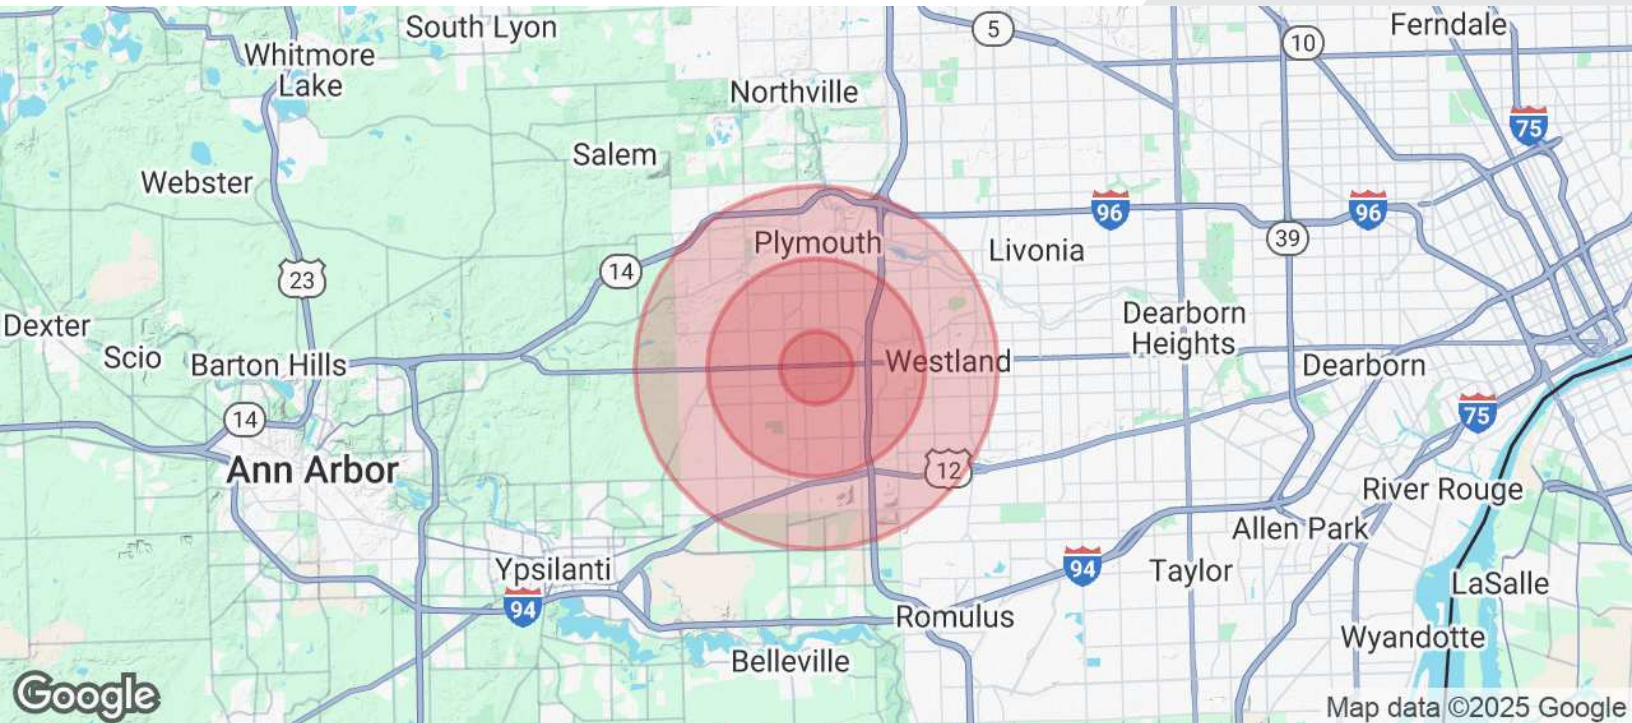 South Lyon
5
10
Ferndale
Whitmore
Lake
Northville
75
Salem
Webster
96
96
39
Plymouth
Livonia
14
23
Dexter
Scio
Barton Hills
Westland
Dearborn
Heights
Dearborn
14
75
Ann Arbor
12
River Rouge
Allen Park
Ypsilanti
94
Taylor
LaSalle
94
Romulus
Wyandotte
Belleville
Google
Map data ©2025 Google